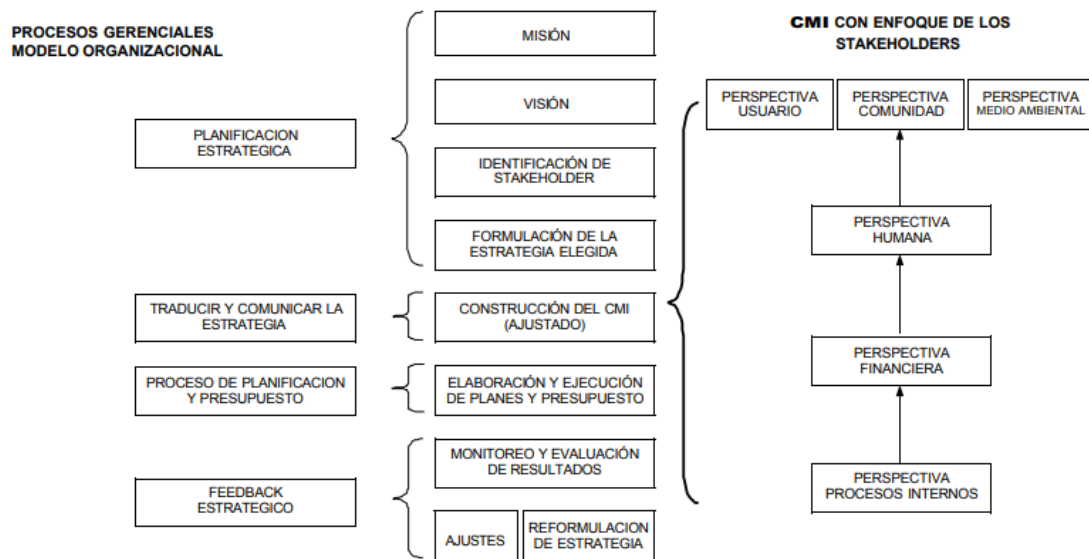 PROCESOS GERENCIALES
MODELO ORGANIZACIONAL
PLANIFICACION
ESTRATEGICA
TRADUCIR Y COMUNICAR LA
ESTRATEGIA
PROCESO DE PLANIFICACION
Y PRESUPUESTO
FEEDBACK
ESTRATEGICO
MISIÓN
VISIÓN
IDENTIFICACIÓN DE
STAKEHOLDER
FORMULACIÓN DE LA
ESTRATEGIA ELEGIDA
CONSTRUCCIÓN DEL CMI
(AJUSTADO)
ELABORACIÓN Y EJECUCIÓN
DE PLANES Y PRESUPUESTO
MONITOREO Y EVALUACIÓN
DE RESULTADOS
AJUSTES
REFORMULACION
DE ESTRATEGIA
CMI CON ENFOQUE DE LOS
STAKEHOLDERS
PERSPECTIVA
USUARIO
PERSPECTIVA
COMUNIDAD
PERSPECTIVA
MEDIO AMBIENTAL
PERSPECTIVA
HUMANA
PERSPECTIVA
FINANCIERA
PERSPECTIVA
PROCESOS INTERNOS